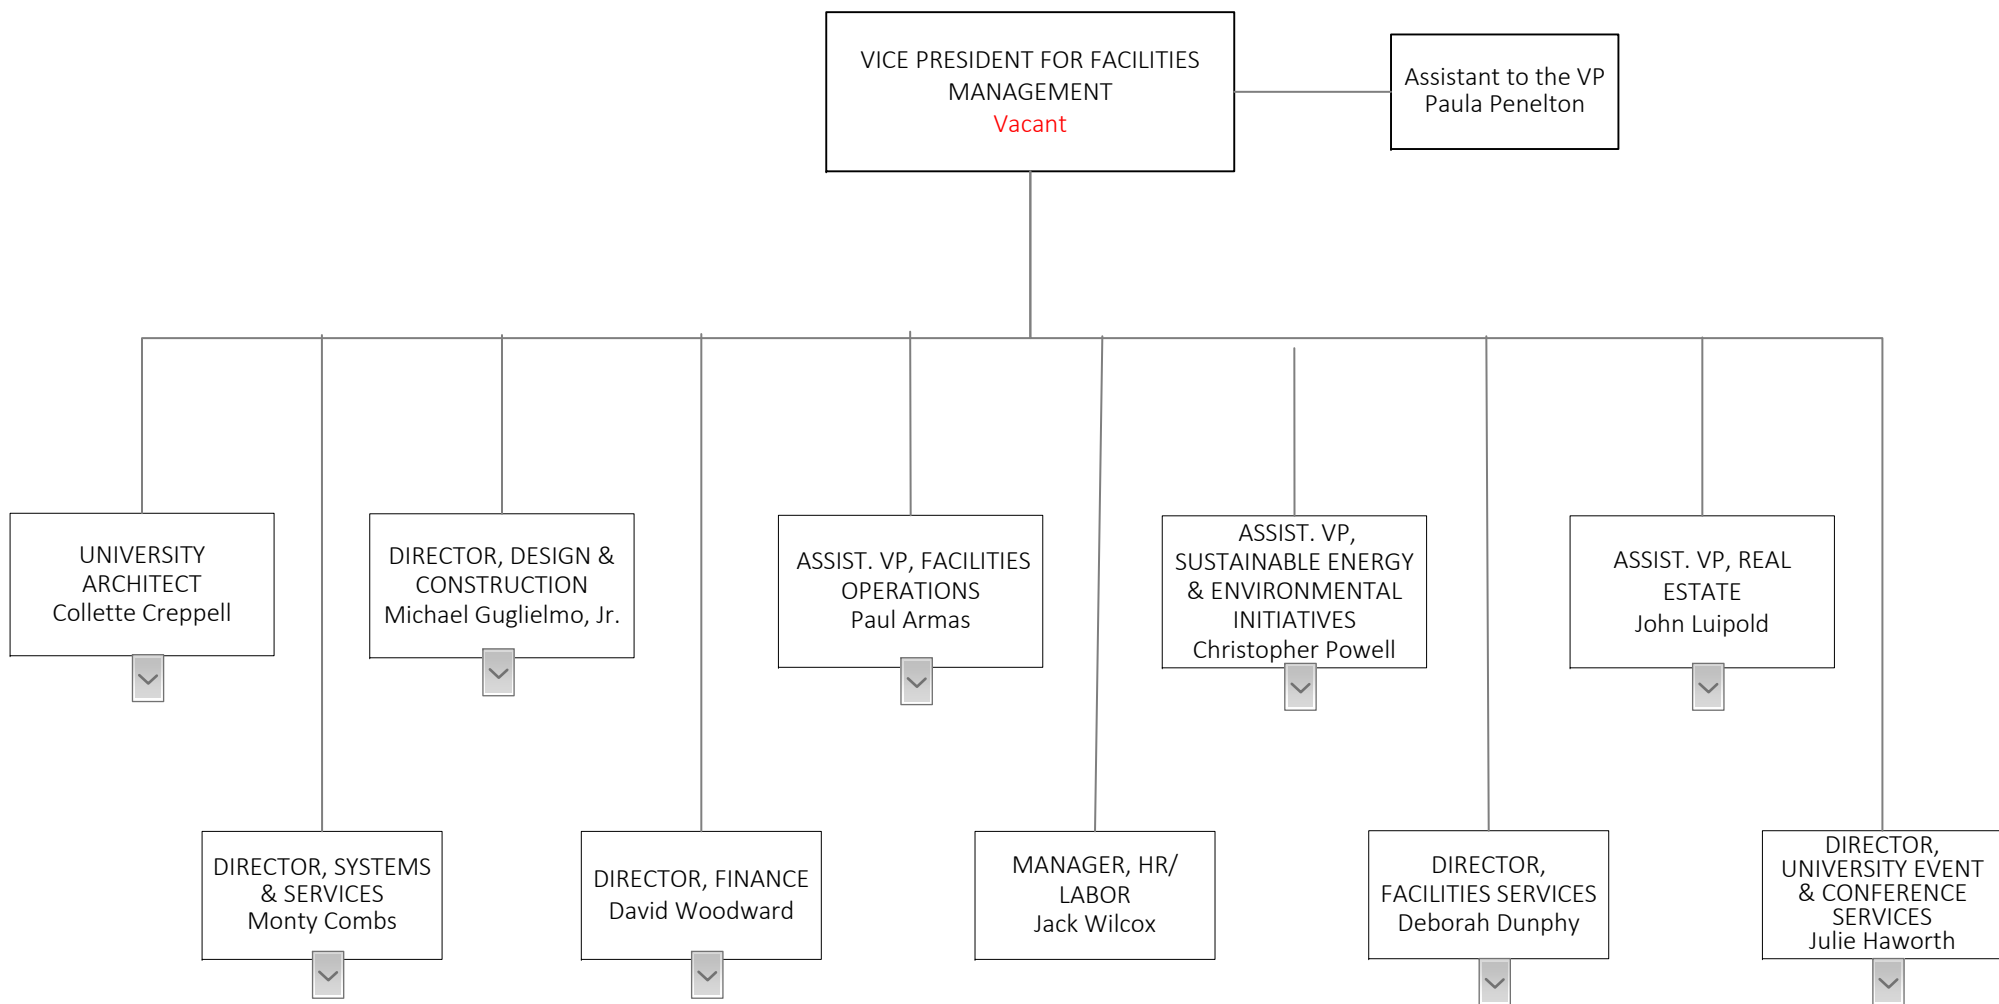 VICE PRESIDENT FOR FACILITIES
MANAGEMENT
Vacant
Assistant to the VP
Paula Penelton
UNIVERSITY
ARCHITECT
Collette Creppell
DIRECTOR, DESIGN &
CONSTRUCTION
Michael Guglielmo, Jr.
ASSIST. VP, FACILITIES
OPERATIONS
Paul Armas
ASSIST. VP,
SUSTAINABLE ENERGY
& ENVIRONMENTAL
INITIATIVES
Christopher Powell
ASSIST. VP, REAL
ESTATE
John Luipold
DIRECTOR, SYSTEMS
& SERVICES
Monty Combs
DIRECTOR, FINANCE
David Woodward
MANAGER, HR/
LABOR
Jack Wilcox
DIRECTOR,
FACILITIES SERVICES
Deborah Dunphy
DIRECTOR,
UNIVERSITY EVENT
& CONFERENCE
SERVICES
Julie Haworth